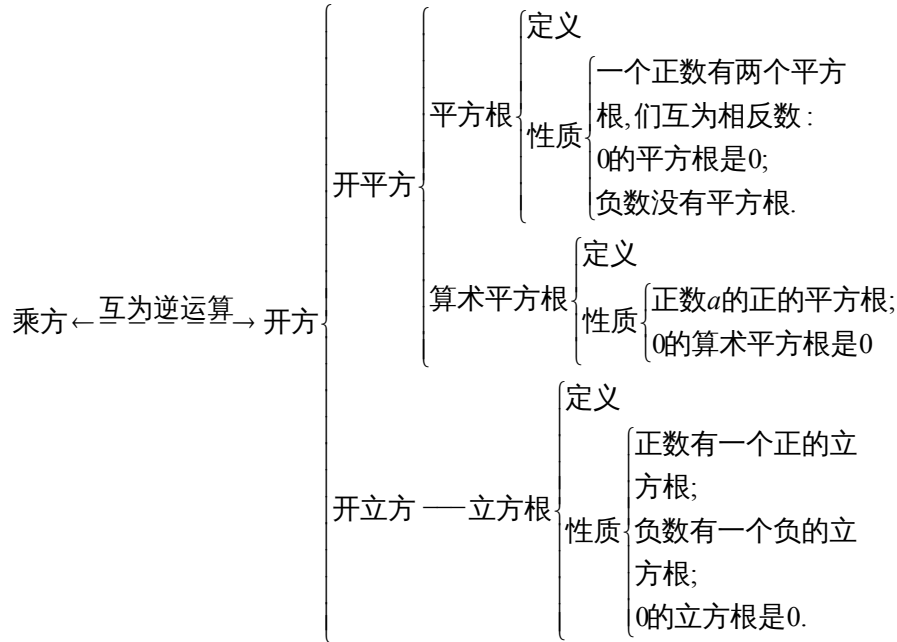 定义
一个正数有两个平方
根,们互为相反数:
0的平方根是0;
负数没有平方根.
性质
平方根
开平方
定义
正数a的正的平方根;
0的算术平方根是0
性质
算术平方根
乘方
互为逆运算
开方
定义
正数有一个正的立
方根;
负数有一个负的立
方根;
0的立方根是0.
性质
开立方
立方根